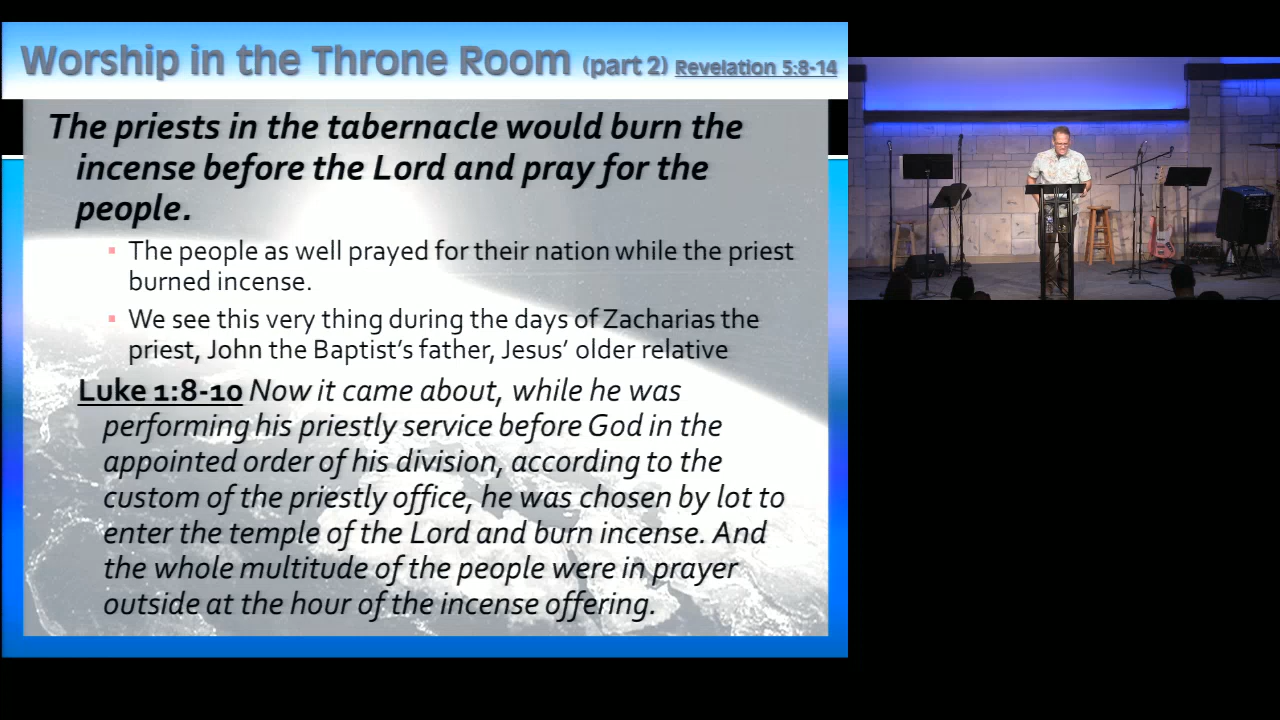 Worship in the Throne Room (part 2) Revelation 5:8-14
The priests in the tabernacle would burn the
incense before the Lord and pray for the
people.
▪ The people as well prayed for their nation while the priest
burned incense.
▪ We see this very thing during the days of Zacharias the
priest, John the Baptist’s father, Jesus’ older relative
Luke 1:8-10 Now it came about, while he was
performing his priestly service before God in the
appointed order of his division, according to the
custom of the priestly office, he was chosen by lot to
enter the temple of the Lord and burn incense. And
the whole multitude of the people were in prayer
outside at the hour of the incense offering.